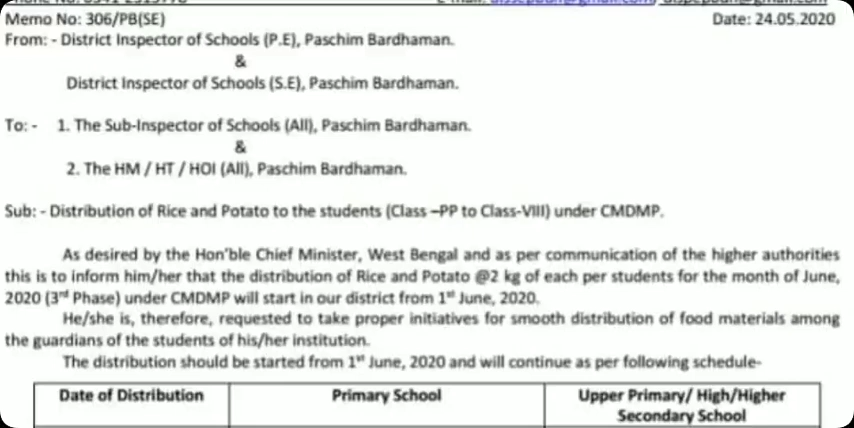 Memo No: 306/PB(SE) Date: 24.05.2020
From: - District Inspector of Schools (P.E), Paschim Bardhaman.
&
District Inspector of Schools (S.E), Paschim Bardhaman.
To: - 1. The Sub-Inspector of Schools (All), Paschim Bardhaman.
&
2. The HM / HT / HOI (All), Paschim Bardhaman.
Sub: - Distribution of Rice and Potato to the students (Class –PP to Class-VIII) under CMDMP.
As desired by the Hon'ble Chief Minister, West Bengal and as per communication of the higher authorities
this is to inform him/her that the distribution of Rice and Potato @2 kg of each per students for the month of June,
2020 (3rd Phase) under CMDMP will start in our district from 1st June, 2020.
He/she is, therefore, requested to take proper initiatives for smooth distribution of food materials among
the guardians of the students of his/her institution.
The distribution should be started from 1st June, 2020 and will continue as per following schedule-
Date of Distribution Primary School Upper Primary/ High/Higher
Secondary School